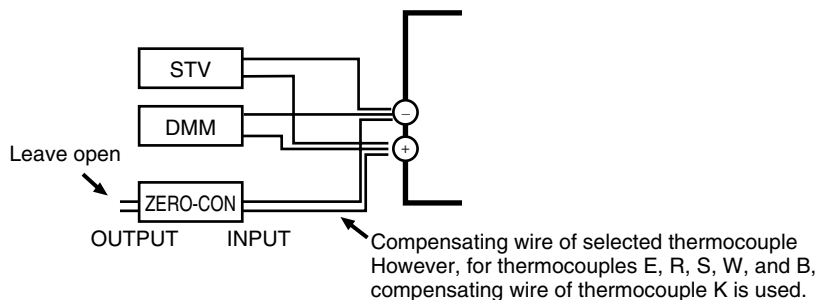 STV
DMM
−
+
Leave open
ZERO-CON
OUTPUT INPUT
Compensating wire of selected thermocouple
However, for thermocouples E, R, S, W, and B,
compensating wire of thermocouple K is used.